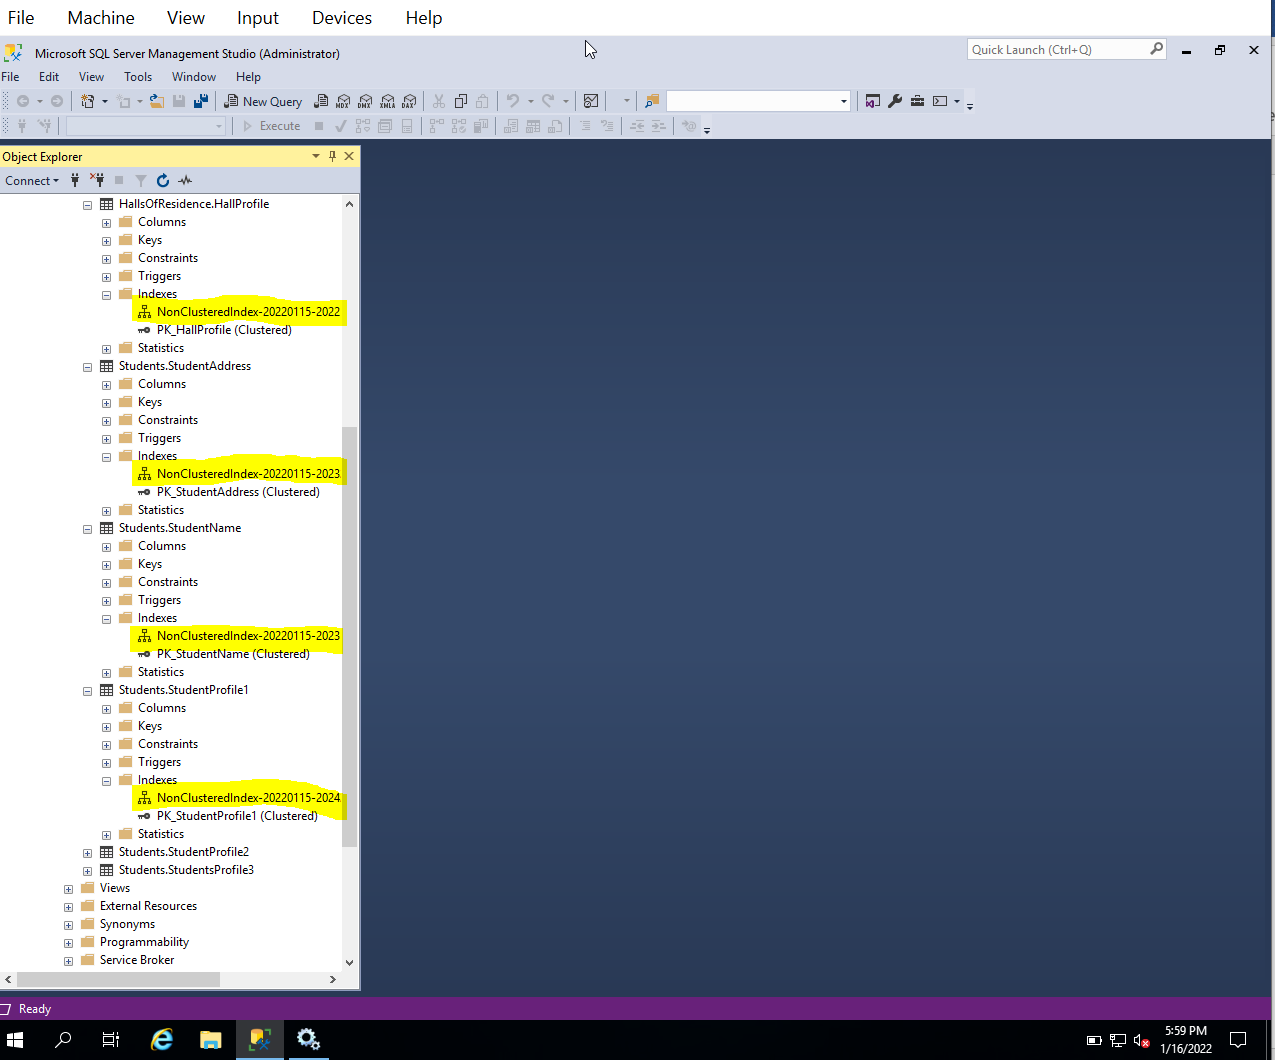 File Machine View Input Devices Help
Microsoft SQL Server Management Studio (Administrator)
Quick Launch (Ctrl+Q)
File Edit View Tools Window Help
New Query MDX DMX XMLA DAX
Execute
Object Explorer
Connect
HallsOfResidence.HallProfile
Columns
Keys
Constraints
Triggers
Indexes
NonClusteredIndex-20220115-2022
PK_HallProfile (Clustered)
Statistics
Students.StudentAddress
Columns
Keys
Constraints
Triggers
Indexes
NonClusteredIndex-20220115-2023
PK_StudentAddress (Clustered)
Statistics
Students.StudentName
Columns
Keys
Constraints
Triggers
Indexes
NonClusteredIndex-20220115-2023
PK_StudentName (Clustered)
Statistics
Students.StudentProfile1
Columns
Keys
Constraints
Triggers
Indexes
NonClusteredIndex-20220115-2024
PK_StudentProfile1 (Clustered)
Statistics
Students.StudentProfile2
Students.StudentsProfile3
Views
External Resources
Synonyms
Programmability
Service Broker
Ready
5:59 PM
1/16/2022